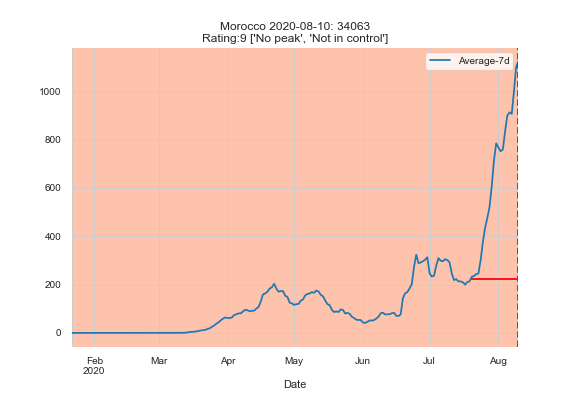 Morocco 2020-08-10: 34063
Rating:9 ['No peak', 'Not in control']
Average-7d
1000
800
600
400
200
0
Feb Mar Apr May Jun Jul Aug
2020
Date